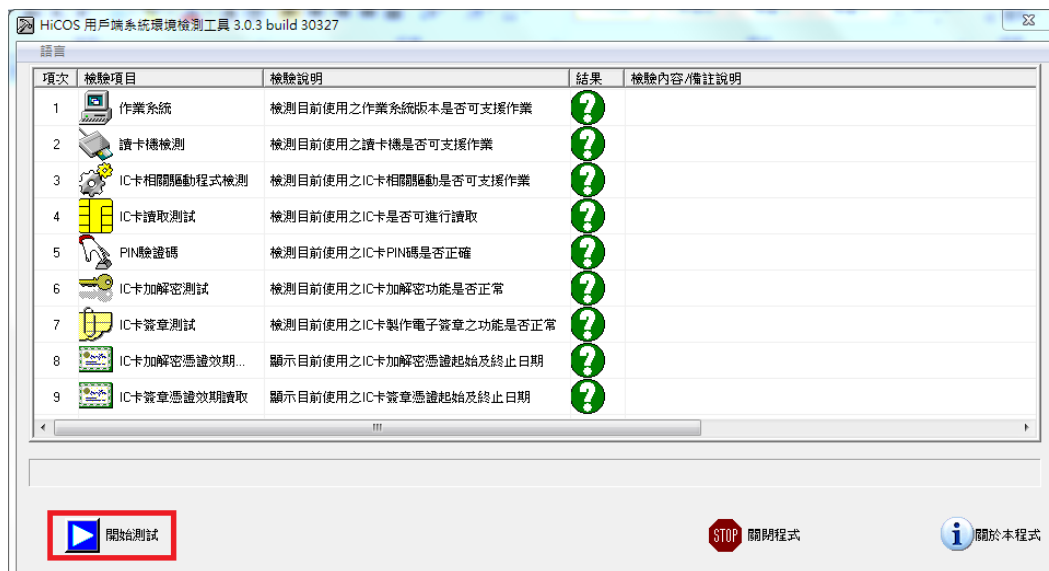 HiCOS 用戶端系統環境檢測工具 3.0.3 build 30327
語言
項次 檢驗項目 檢驗說明 結果 檢驗內容/備註說明
1 作業系統 檢測目前使用之作業系統版本是否可支援作業
2 讀卡機檢測 檢測目前使用之讀卡機是否可支援作業
3 IC卡相關驅動程式檢測 檢測目前使用之IC卡相關驅動是否可支援作業
4 IC卡讀取測試 檢測目前使用之IC卡是否可進行讀取
5 PIN驗證碼 檢測目前使用之IC卡PIN碼是否正確
6 IC卡加解密測試 檢測目前使用之IC卡加解密功能是否正常
7 IC卡簽章測試 檢測目前使用之IC卡製作電子簽章之功能是否正常
8 IC卡加解密憑證效期... 顯示目前使用之IC卡加解密憑證起始及終止日期
9 IC卡簽章憑證效期讀取 顯示目前使用之IC卡簽章憑證起始及終止日期
開始測試 STOP 關閉程式 關於本程式